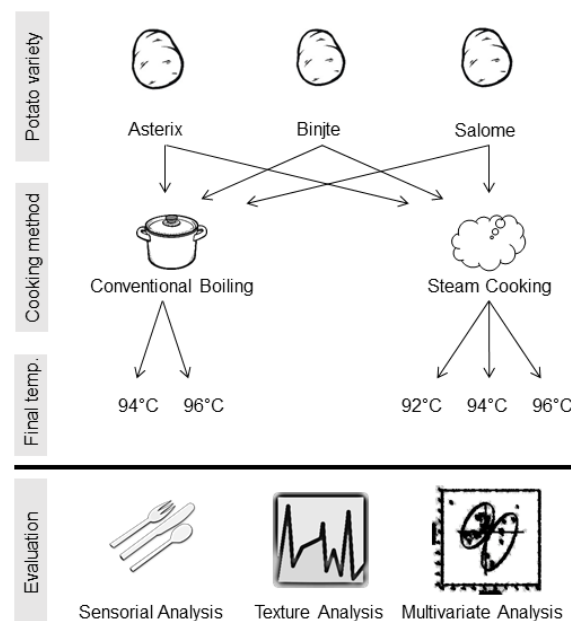 Potato variety
Asterix
Binjte
Salome
Cooking method
Conventional Boiling
Steam Cooking
Final temp.
94°C
96°C
92°C
94°C
96°C
Evaluation
Sensorial Analysis
Texture Analysis
Multivariate Analysis